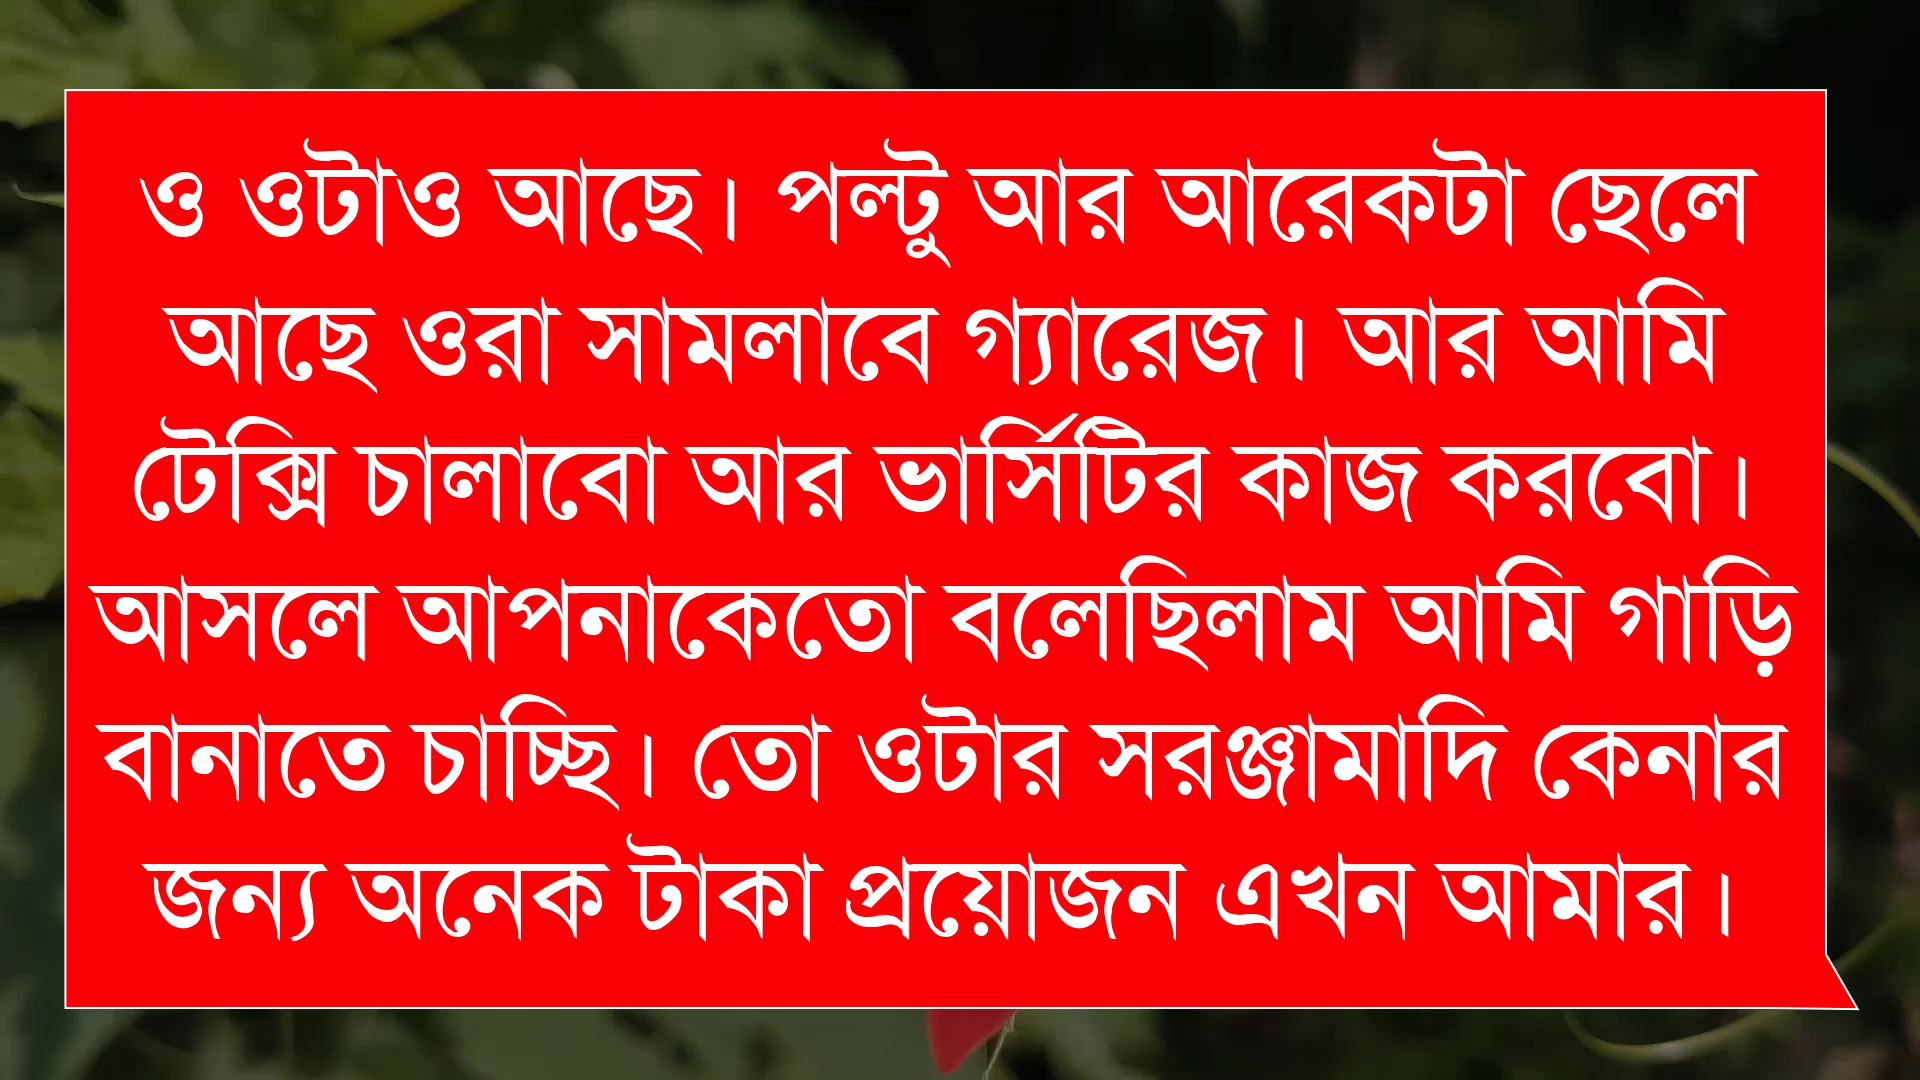 ও ওটাও আছে। পল্টু আর আরেকটা ছেলে
আছে ওরা সামলাবে গ্যারেজ। আর আমি
টেক্সি চালাবো আর ভার্সিটির কাজ করবো।
আসলে আপনাকেতো বলেছিলাম আমি গাড়ি
বানাতে চাচ্ছি। তো ওটার সরঞ্জামাদি কেনার
জন্য অনেক টাকা প্রয়োজন এখন আমার।